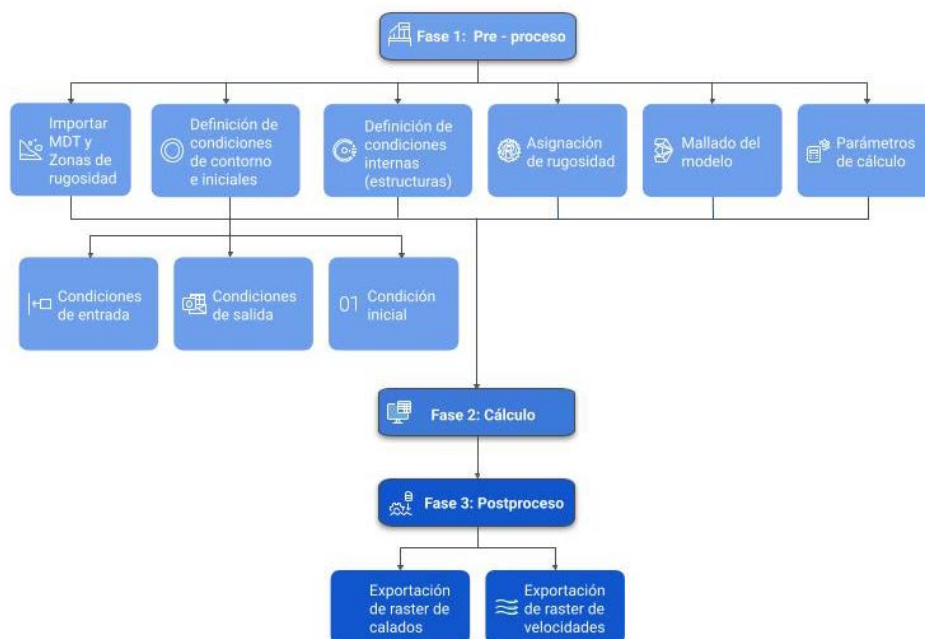 Fase 1: Pre - proceso
Importar
MDT y
Zonas de
rugosidad
Definición de
condiciones
de contorno
e iniciales
Definición de
condiciones
internas
(estructuras)
Asignación
de rugosidad
Mallado del
modelo
Parámetros
de cálculo
Condiciones
de entrada
Condiciones
de salida
Condición
inicial
Fase 2: Cálculo
Fase 3: Postproceso
Exportación
de raster de
calados
Exportación
de raster de
velocidades